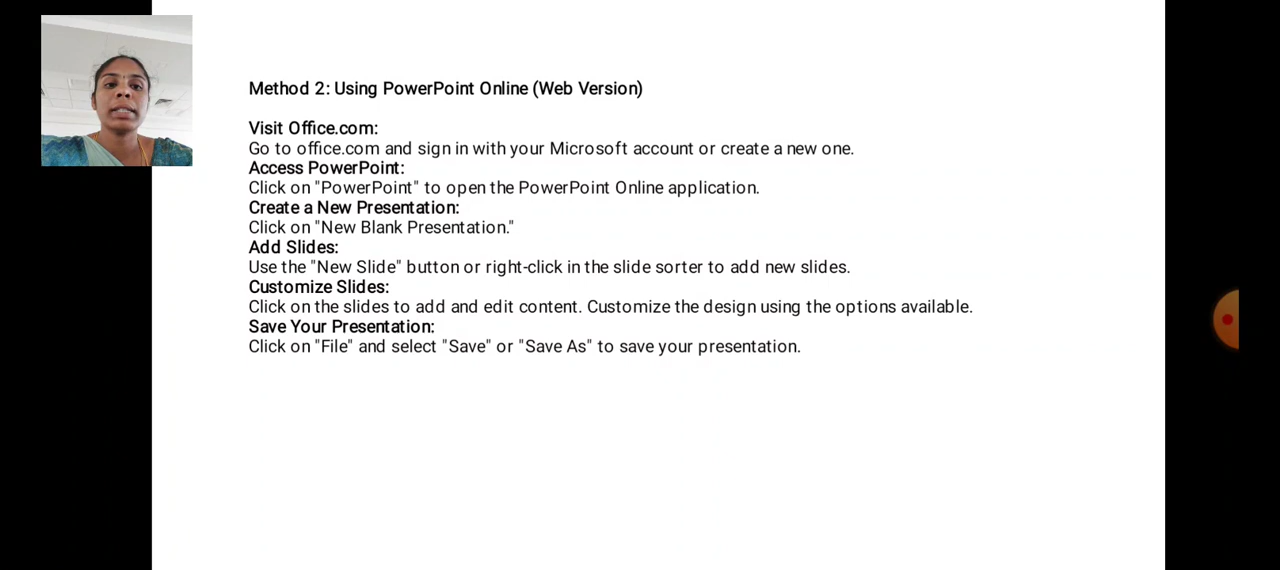 Method 2: Using PowerPoint Online (Web Version)
Visit Office.com:
Go to office.com and sign in with your Microsoft account or create a new one.
Access PowerPoint:
Click on "PowerPoint" to open the PowerPoint Online application.
Create a New Presentation:
Click on "New Blank Presentation."
Add Slides:
Use the "New Slide" button or right-click in the slide sorter to add new slides.
Customize Slides:
Click on the slides to add and edit content. Customize the design using the options available.
Save Your Presentation:
Click on "File" and select "Save" or "Save As" to save your presentation.